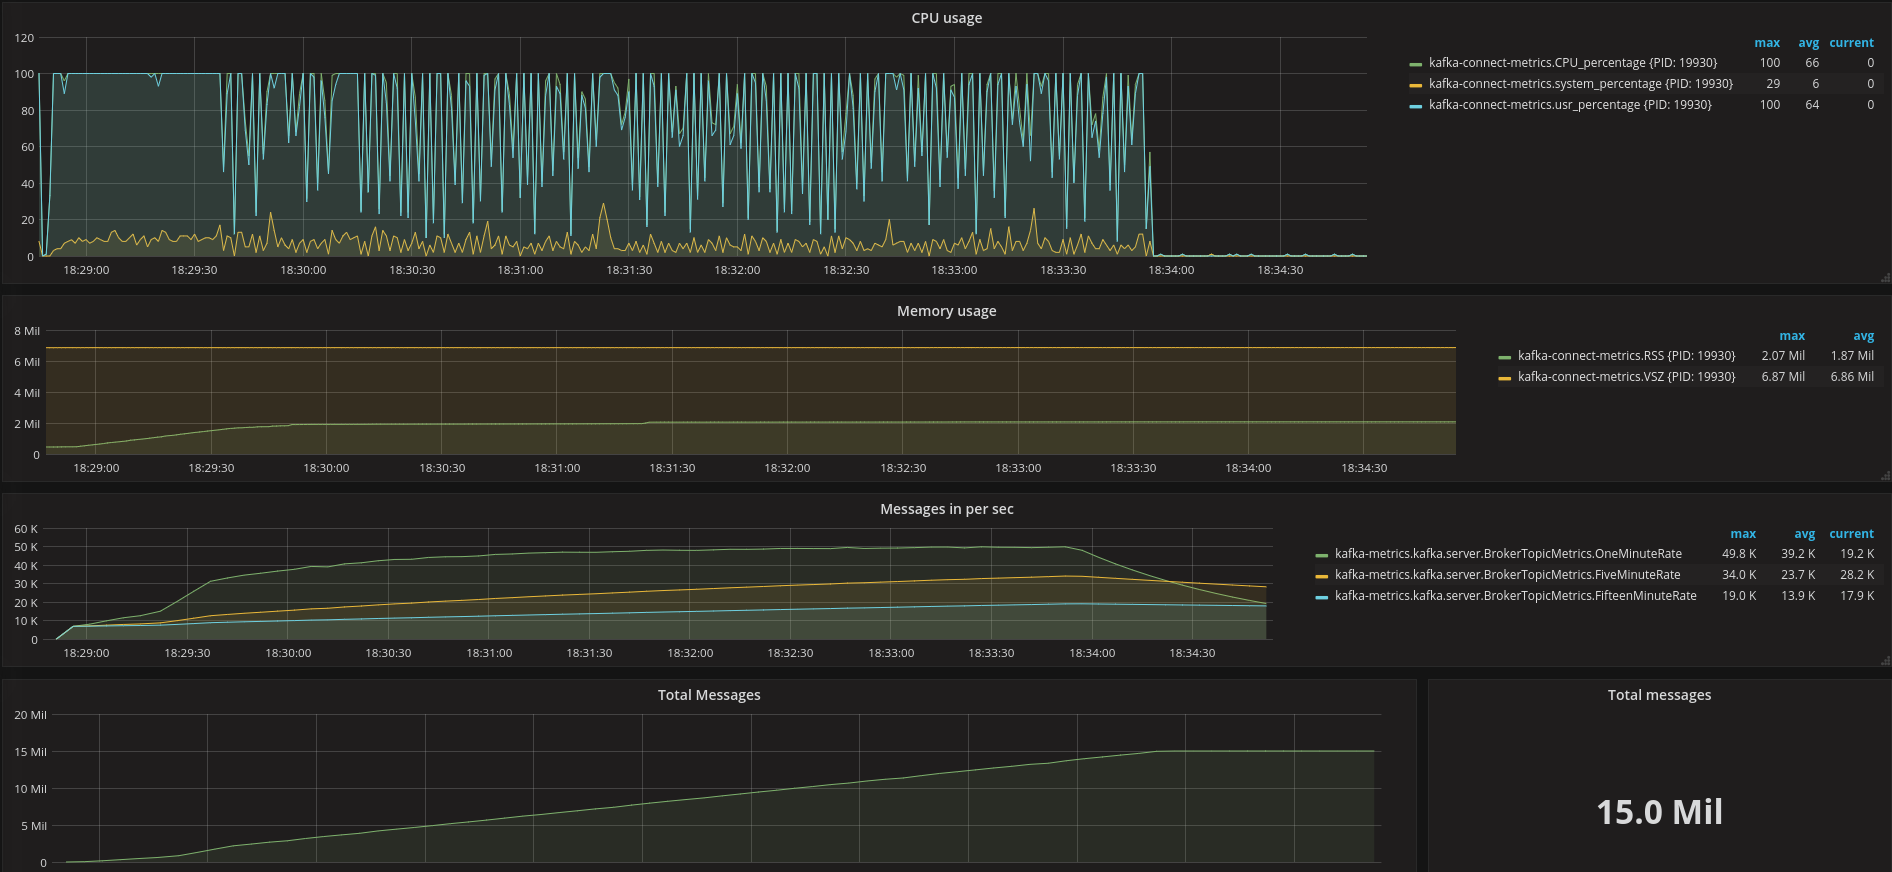 CPU usage
120
100
80
60
40
20
0
18:29:00 18:29:30 18:30:00 18:30:30 18:31:00 18:31:30 18:32:00 18:32:30 18:33:00 18:33:30 18:34:00 18:34:30
max avg current
kafka-connect-metrics.CPU_percentage {PID: 19930} 100 66 0
kafka-connect-metrics.system_percentage {PID: 19930} 29 6 0
kafka-connect-metrics.usr_percentage {PID: 19930} 100 64 0
Memory usage
8 Mil
6 Mil
4 Mil
2 Mil
0
18:29:00 18:29:30 18:30:00 18:30:30 18:31:00 18:31:30 18:32:00 18:32:30 18:33:00 18:33:30 18:34:00 18:34:30
max avg
kafka-connect-metrics.RSS {PID: 19930} 2.07 Mil 1.87 Mil
kafka-connect-metrics.VSZ {PID: 19930} 6.87 Mil 6.86 Mil
Messages in per sec
60 K
50 K
40 K
30 K
20 K
10 K
0
18:29:00 18:29:30 18:30:00 18:30:30 18:31:00 18:31:30 18:32:00 18:32:30 18:33:00 18:33:30 18:34:00 18:34:30
max avg current
kafka-metrics.kafka.server.BrokerTopicMetrics.OneMinuteRate 49.8 K 39.2 K 19.2 K
kafka-metrics.kafka.server.BrokerTopicMetrics.FiveMinuteRate 34.0 K 23.7 K 28.2 K
kafka-metrics.kafka.server.BrokerTopicMetrics.FifteenMinuteRate 19.0 K 13.9 K 17.9 K
Total Messages
20 Mil
15 Mil
10 Mil
5 Mil
0
Total messages
15.0 Mil